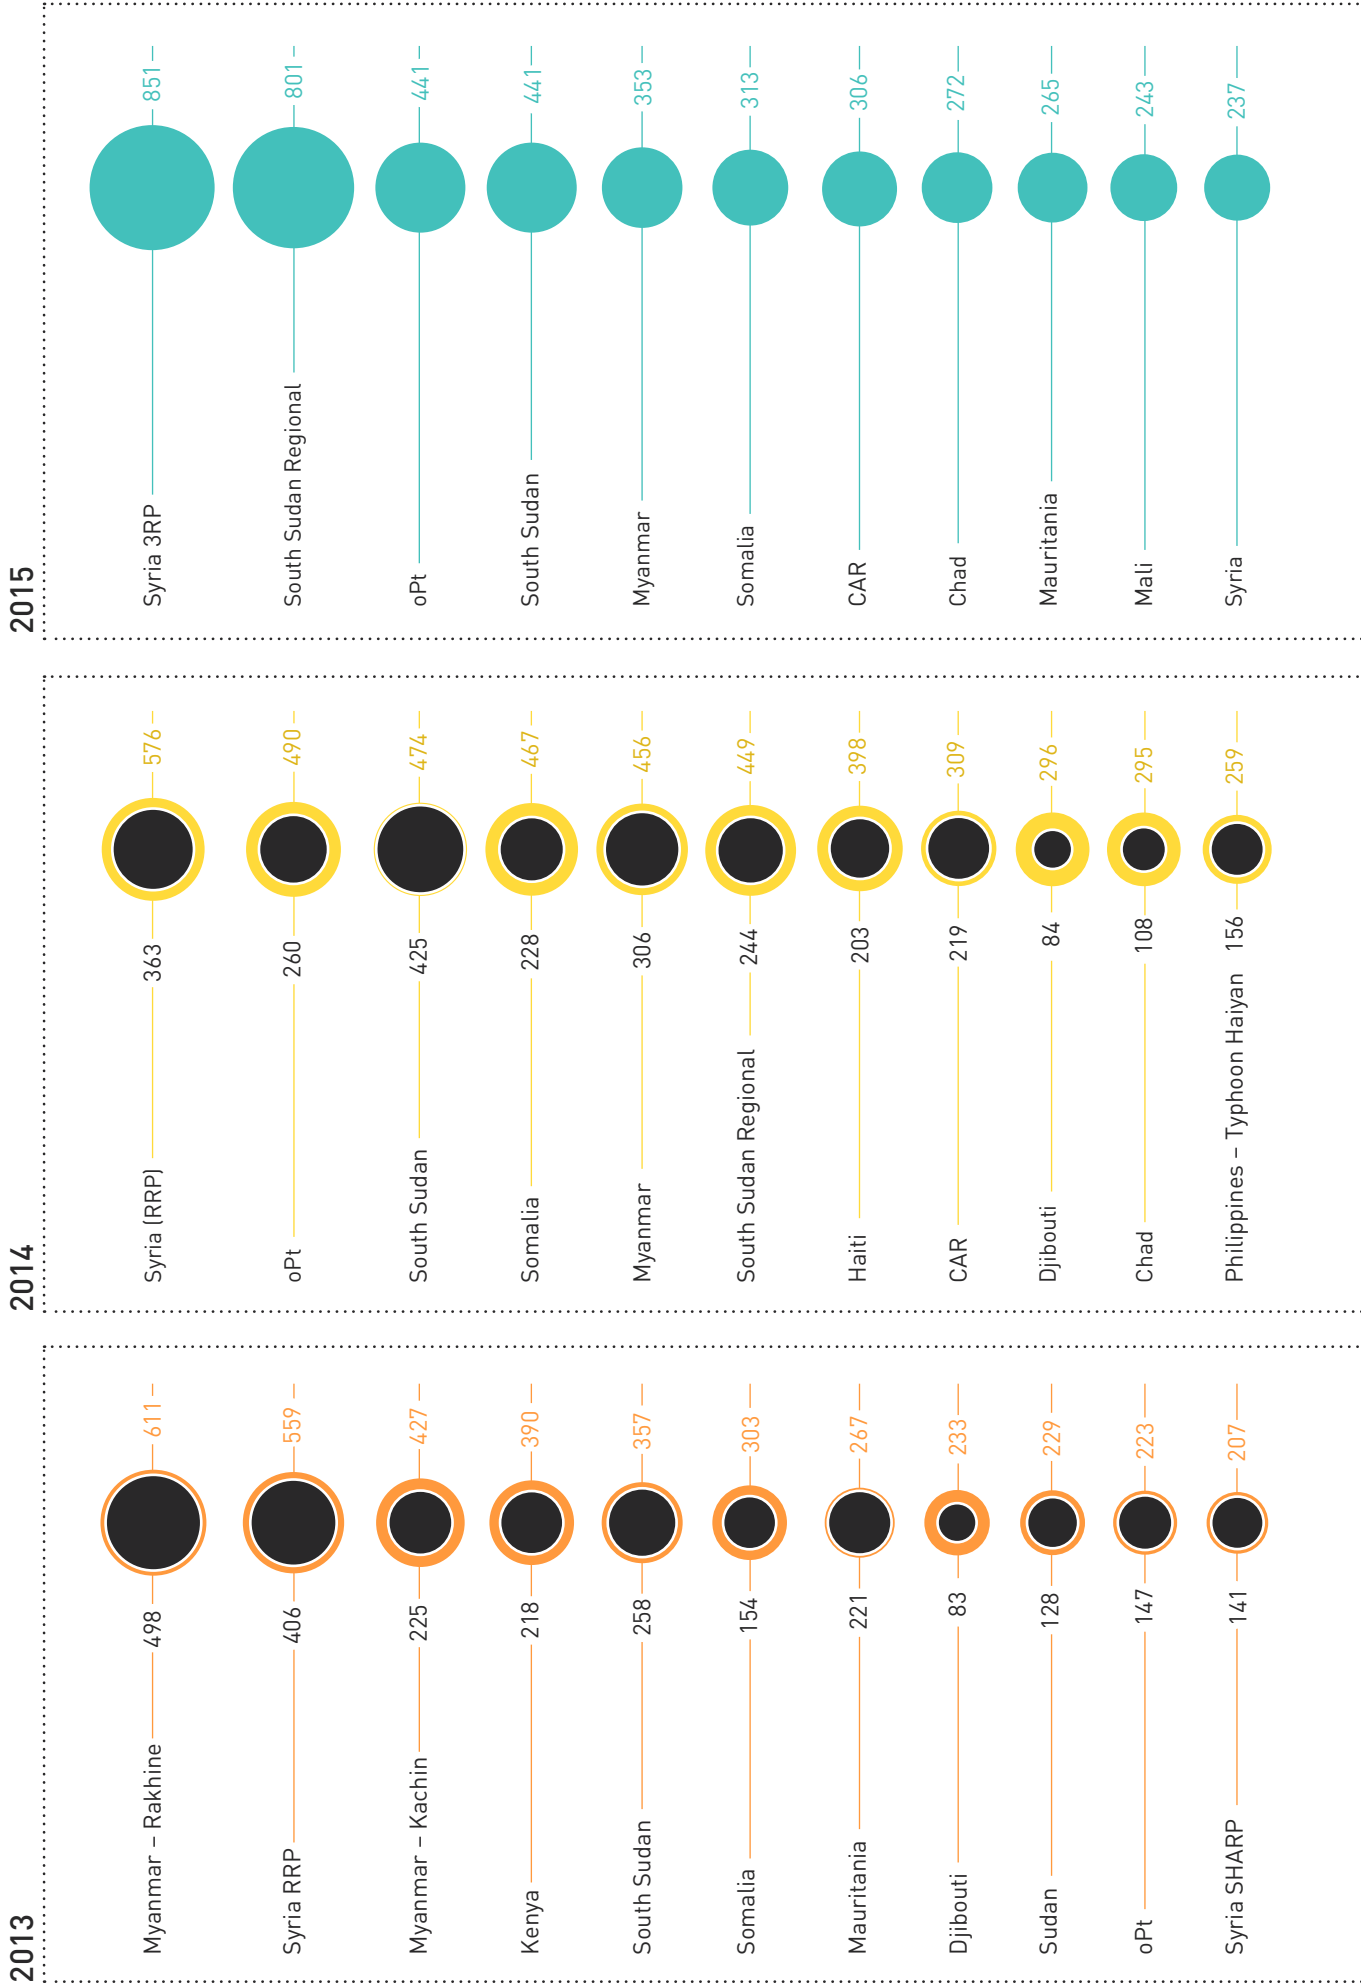 2013
Myanmar – Rakhine 498 611
Syria RRP 406 559
Myanmar – Kachin 225 427
Kenya 218 390
South Sudan 258 357
Somalia 154 303
Mauritania 221 267
Djibouti 83 233
Sudan 128 229
oPt 147 223
Syria SHARP 141 207
2014
Syria (RRP) 363 576
oPt 260 490
South Sudan 425 474
Somalia 228 467
Myanmar 306 456
South Sudan Regional 244 449
Haiti 203 398
CAR 219 309
Djibouti 84 296
Chad 108 295
Philippines – Typhoon Haiyan 156 259
2015
Syria 3RP 851
South Sudan Regional 801
oPt 441
South Sudan 441
Myanmar 353
Somalia 313
CAR 306
Chad 272
Mauritania 265
Mali 243
Syria 237